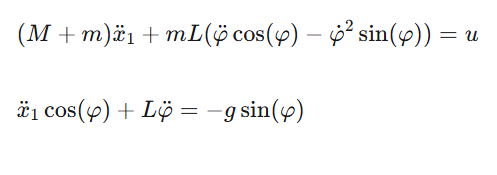 (M + m)ẍ₁ + mL(φ̈ cos(φ) − φ̇² sin(φ)) = u
ẍ₁ cos(φ) + Lφ̈ = −g sin(φ)